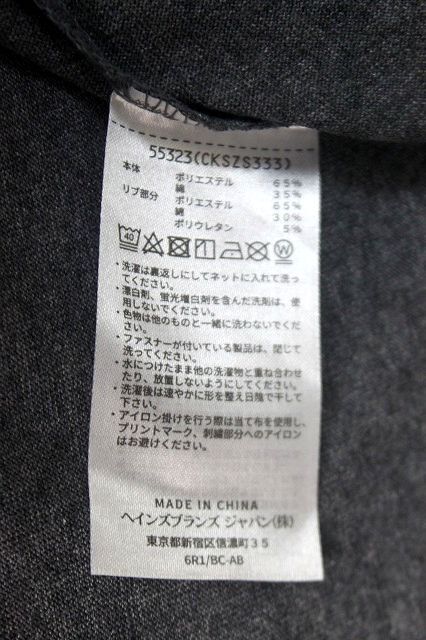 55323(CKSZS333)
本体 ポリエステル 65%
綿 35%
リブ部分 ポリエステル 65%
綿 30%
ポリウレタン 5%
40 W
・洗濯は裏返しにしてネットに入れて洗っ
てください。
・漂白剤、蛍光増白剤を含んだ洗剤は、使
用しないでください。
・色物は他のものと一緒に洗わないでくだ
さい。
・ファスナーが付いている製品は、閉じて
洗ってください。
・水につけたまま他の洗濯物と重ね合わせ
たり、放置しないようにしてください。
・洗濯後は速やかに形を整え日陰で干して
下さい。
・アイロン掛けを行う際は当て布を使用し、
プリントマーク、刺繍部分へのアイロン
はお避けください。
MADE IN CHINA
ヘインズブランズ ジャパン(株)
東京都新宿区信濃町35
6R1/BC-AB